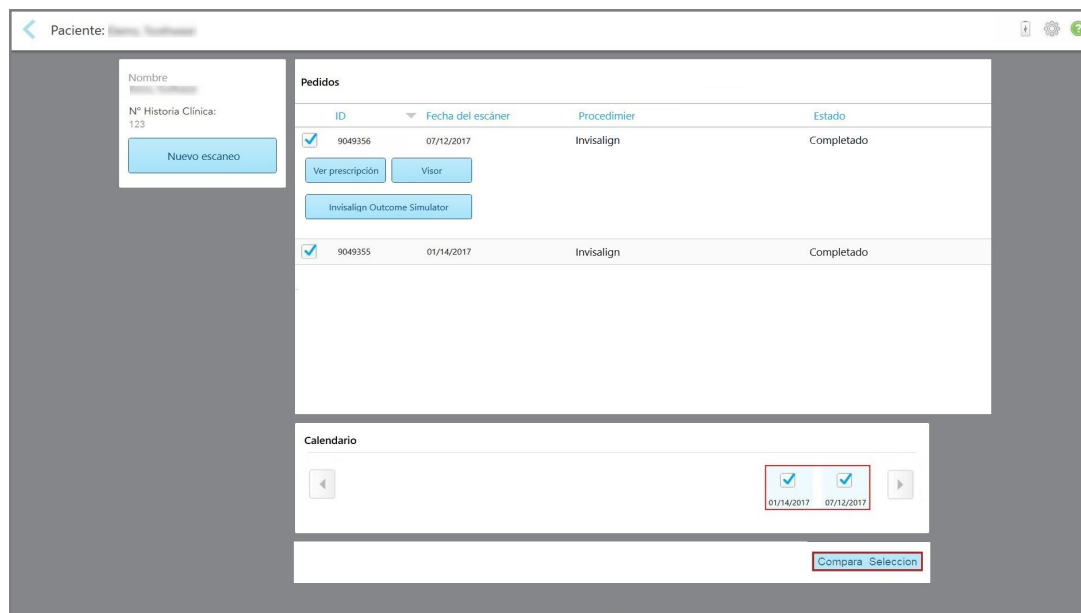 Paciente:
Nombre
Nº Historia Clínica:
123
Nuevo escaneo
Pedidos
ID Fecha del escáner Procedimier Estado
9049356 07/12/2017 Invisalign Completado
Ver prescripción Visor
Invisalign Outcome Simulator
9049355 01/14/2017 Invisalign Completado
Calendario
01/14/2017 07/12/2017
Compara Seleccion